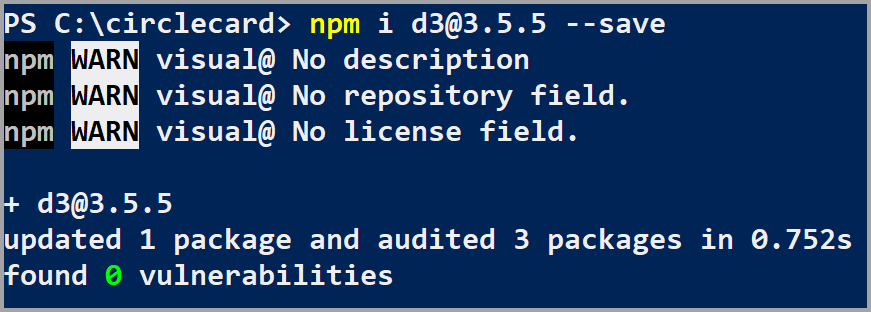 PS C:\circlecard> npm i d3@3.5.5 --save
npm WARN visual@ No description
npm WARN visual@ No repository field.
npm WARN visual@ No license field.
+ d3@3.5.5
updated 1 package and audited 3 packages in 0.752s
found 0 vulnerabilities